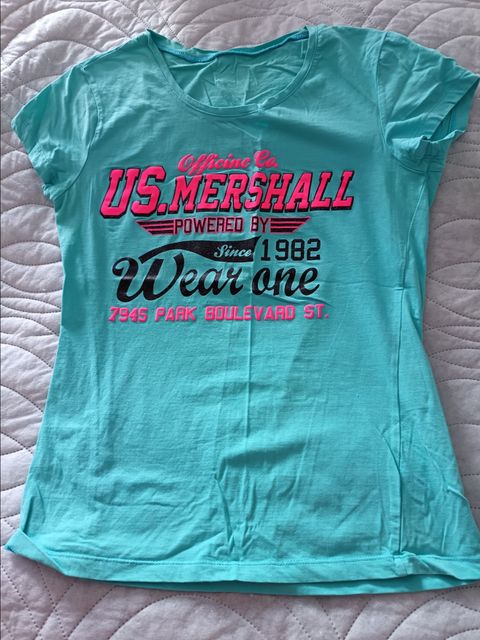 Officine Co.
US.MERSHALL
POWERED BY
Since 1982
Wear one
7945 PARK BOULEVARD ST.